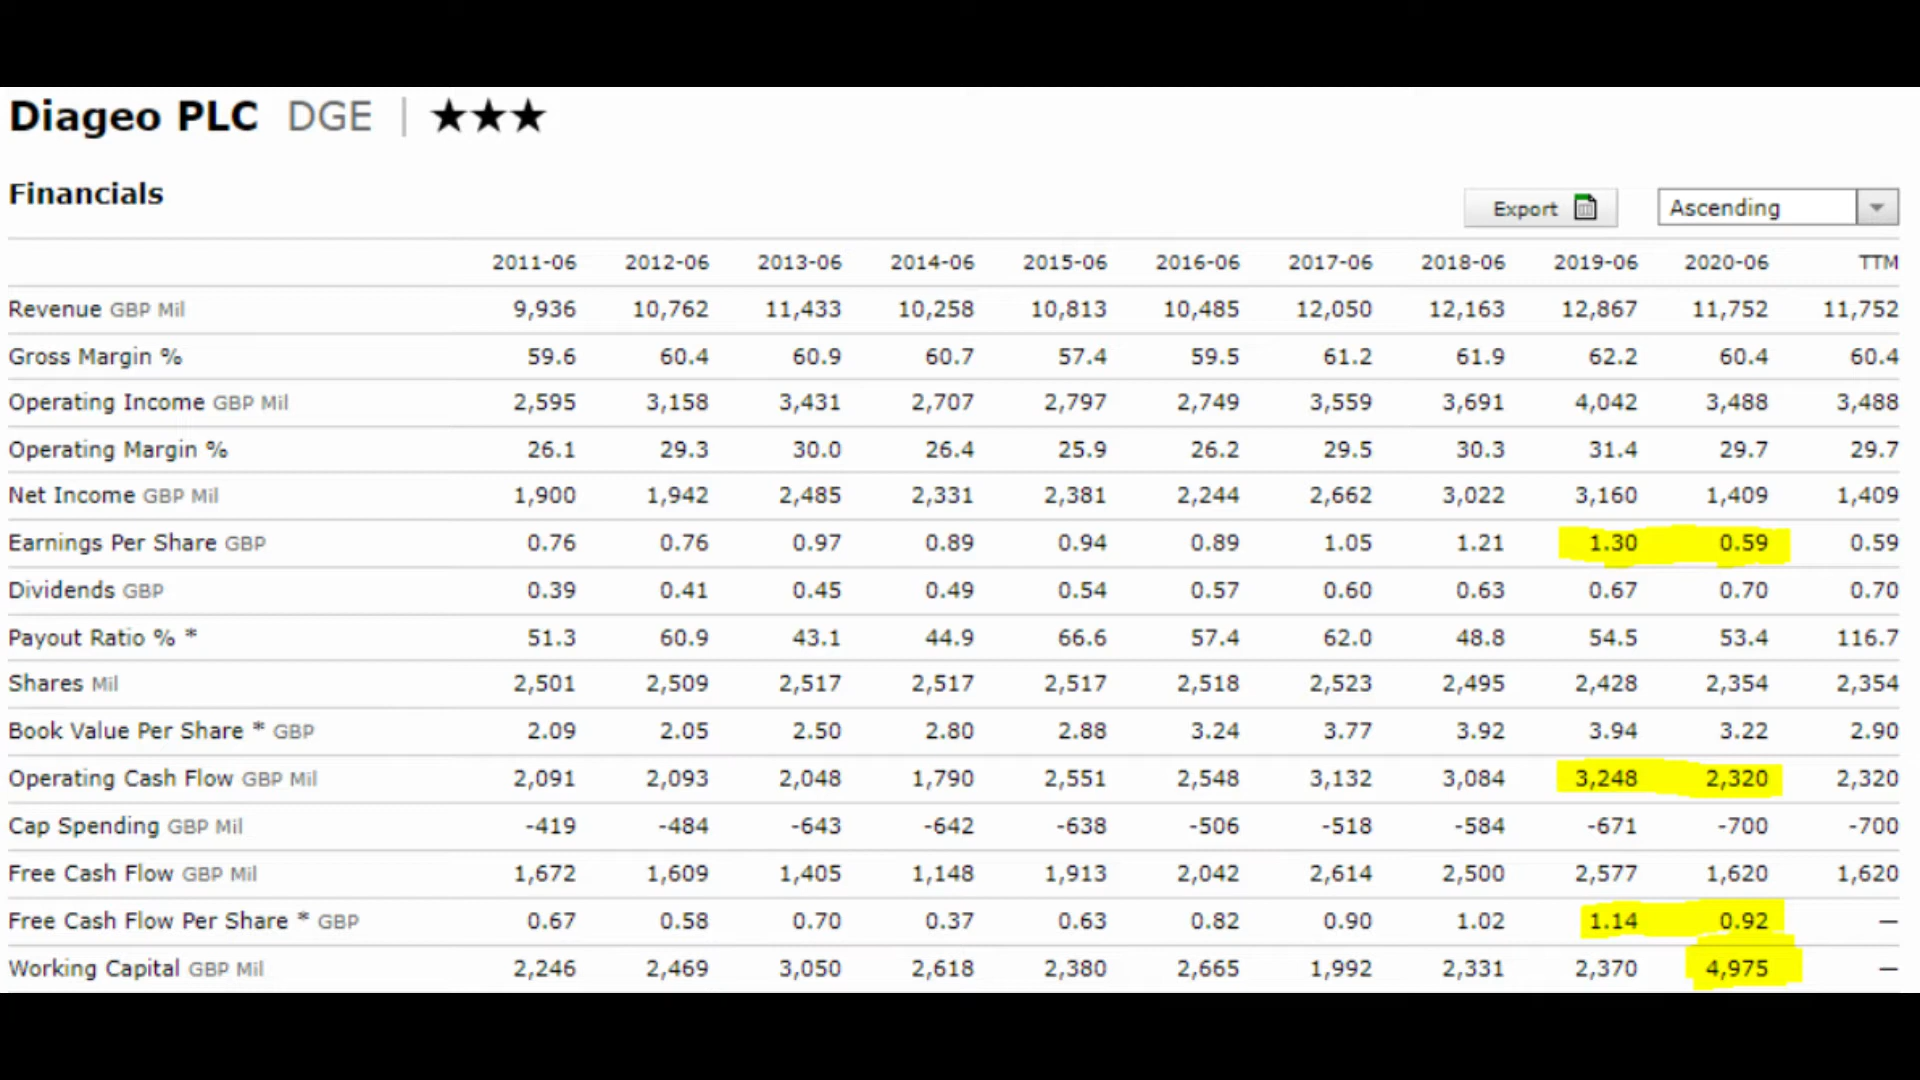 Diageo PLC DGE | ★★★
Financials
Export Ascending
2011-06 2012-06 2013-06 2014-06 2015-06 2016-06 2017-06 2018-06 2019-06 2020-06 TTM
Revenue GBP Mil 9,936 10,762 11,433 10,258 10,813 10,485 12,050 12,163 12,867 11,752 11,752
Gross Margin % 59.6 60.4 60.9 60.7 57.4 59.5 61.2 61.9 62.2 60.4 60.4
Operating Income GBP Mil 2,595 3,158 3,431 2,707 2,797 2,749 3,559 3,691 4,042 3,488 3,488
Operating Margin % 26.1 29.3 30.0 26.4 25.9 26.2 29.5 30.3 31.4 29.7 29.7
Net Income GBP Mil 1,900 1,942 2,485 2,331 2,381 2,244 2,662 3,022 3,160 1,409 1,409
Earnings Per Share GBP 0.76 0.76 0.97 0.89 0.94 0.89 1.05 1.21 1.30 0.59 0.59
Dividends GBP 0.39 0.41 0.45 0.49 0.54 0.57 0.60 0.63 0.67 0.70 0.70
Payout Ratio % * 51.3 60.9 43.1 44.9 66.6 57.4 62.0 48.8 54.5 53.4 116.7
Shares Mil 2,501 2,509 2,517 2,517 2,517 2,518 2,523 2,495 2,428 2,354 2,354
Book Value Per Share * GBP 2.09 2.05 2.50 2.80 2.88 3.24 3.77 3.92 3.94 3.22 2.90
Operating Cash Flow GBP Mil 2,091 2,093 2,048 1,790 2,551 2,548 3,132 3,084 3,248 2,320 2,320
Cap Spending GBP Mil -419 -484 -643 -642 -638 -506 -518 -584 -671 -700 -700
Free Cash Flow GBP Mil 1,672 1,609 1,405 1,148 1,913 2,042 2,614 2,500 2,577 1,620 1,620
Free Cash Flow Per Share * GBP 0.67 0.58 0.70 0.37 0.63 0.82 0.90 1.02 1.14 0.92 —
Working Capital GBP Mil 2,246 2,469 3,050 2,618 2,380 2,665 1,992 2,331 2,370 4,975 —